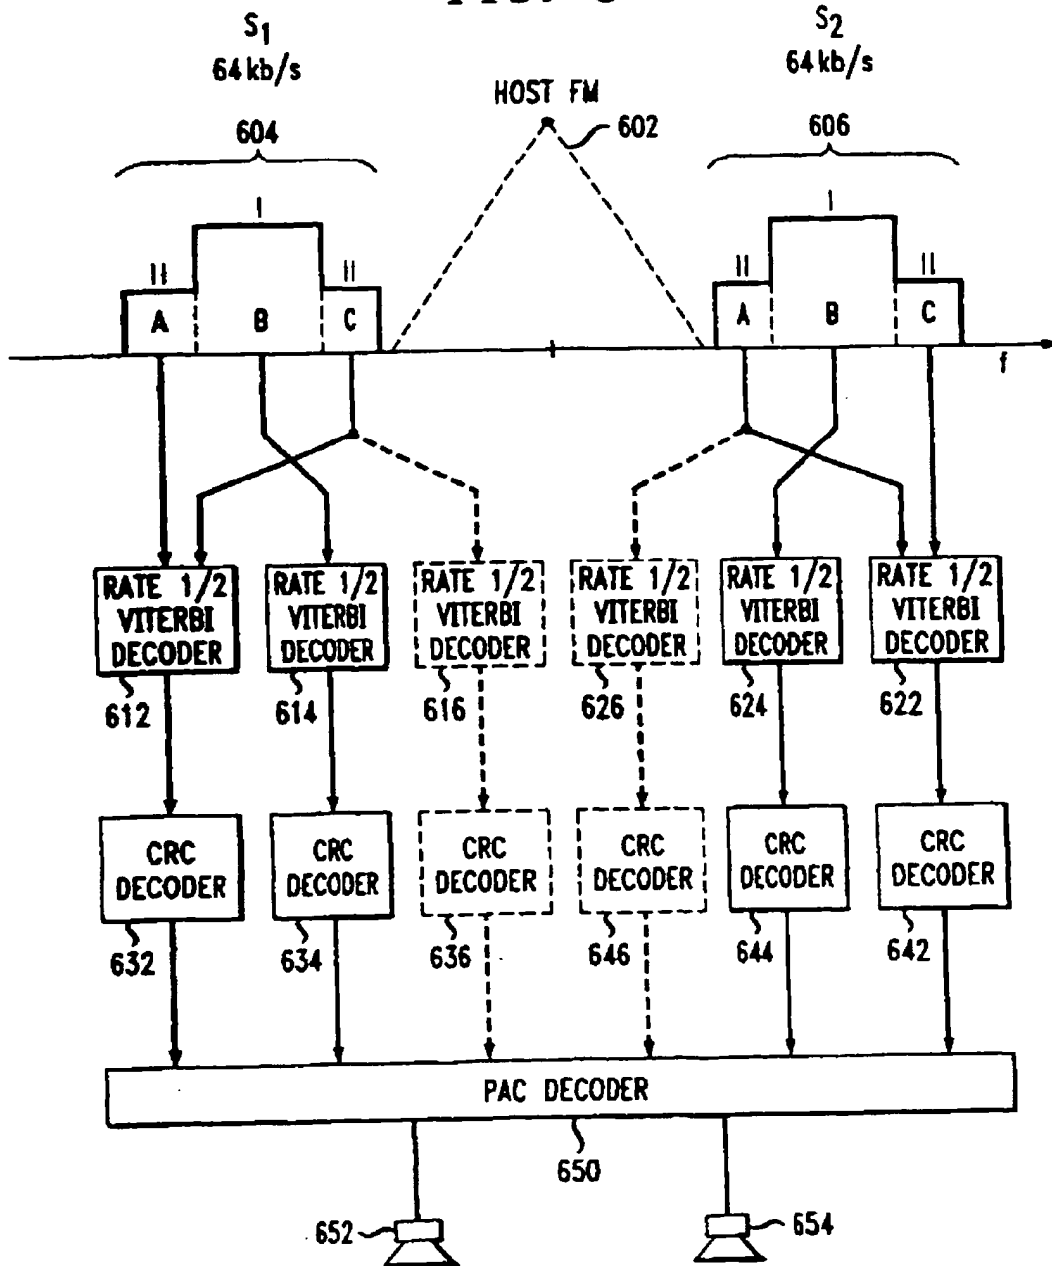 S1
64 kb/s
S2
64 kb/s
HOST FM
602
604
606
I
I
II
II
II
II
A
B
C
A
B
C
f
RATE 1/2
VITERBI
DECODER
RATE 1/2
VITERBI
DECODER
RATE 1/2
VITERBI
DECODER
RATE 1/2
VITERBI
DECODER
RATE 1/2
VITERBI
DECODER
RATE 1/2
VITERBI
DECODER
612
614
616
626
624
622
CRC
DECODER
CRC
DECODER
CRC
DECODER
CRC
DECODER
CRC
DECODER
CRC
DECODER
632
634
636
646
644
642
PAC DECODER
650
652
654